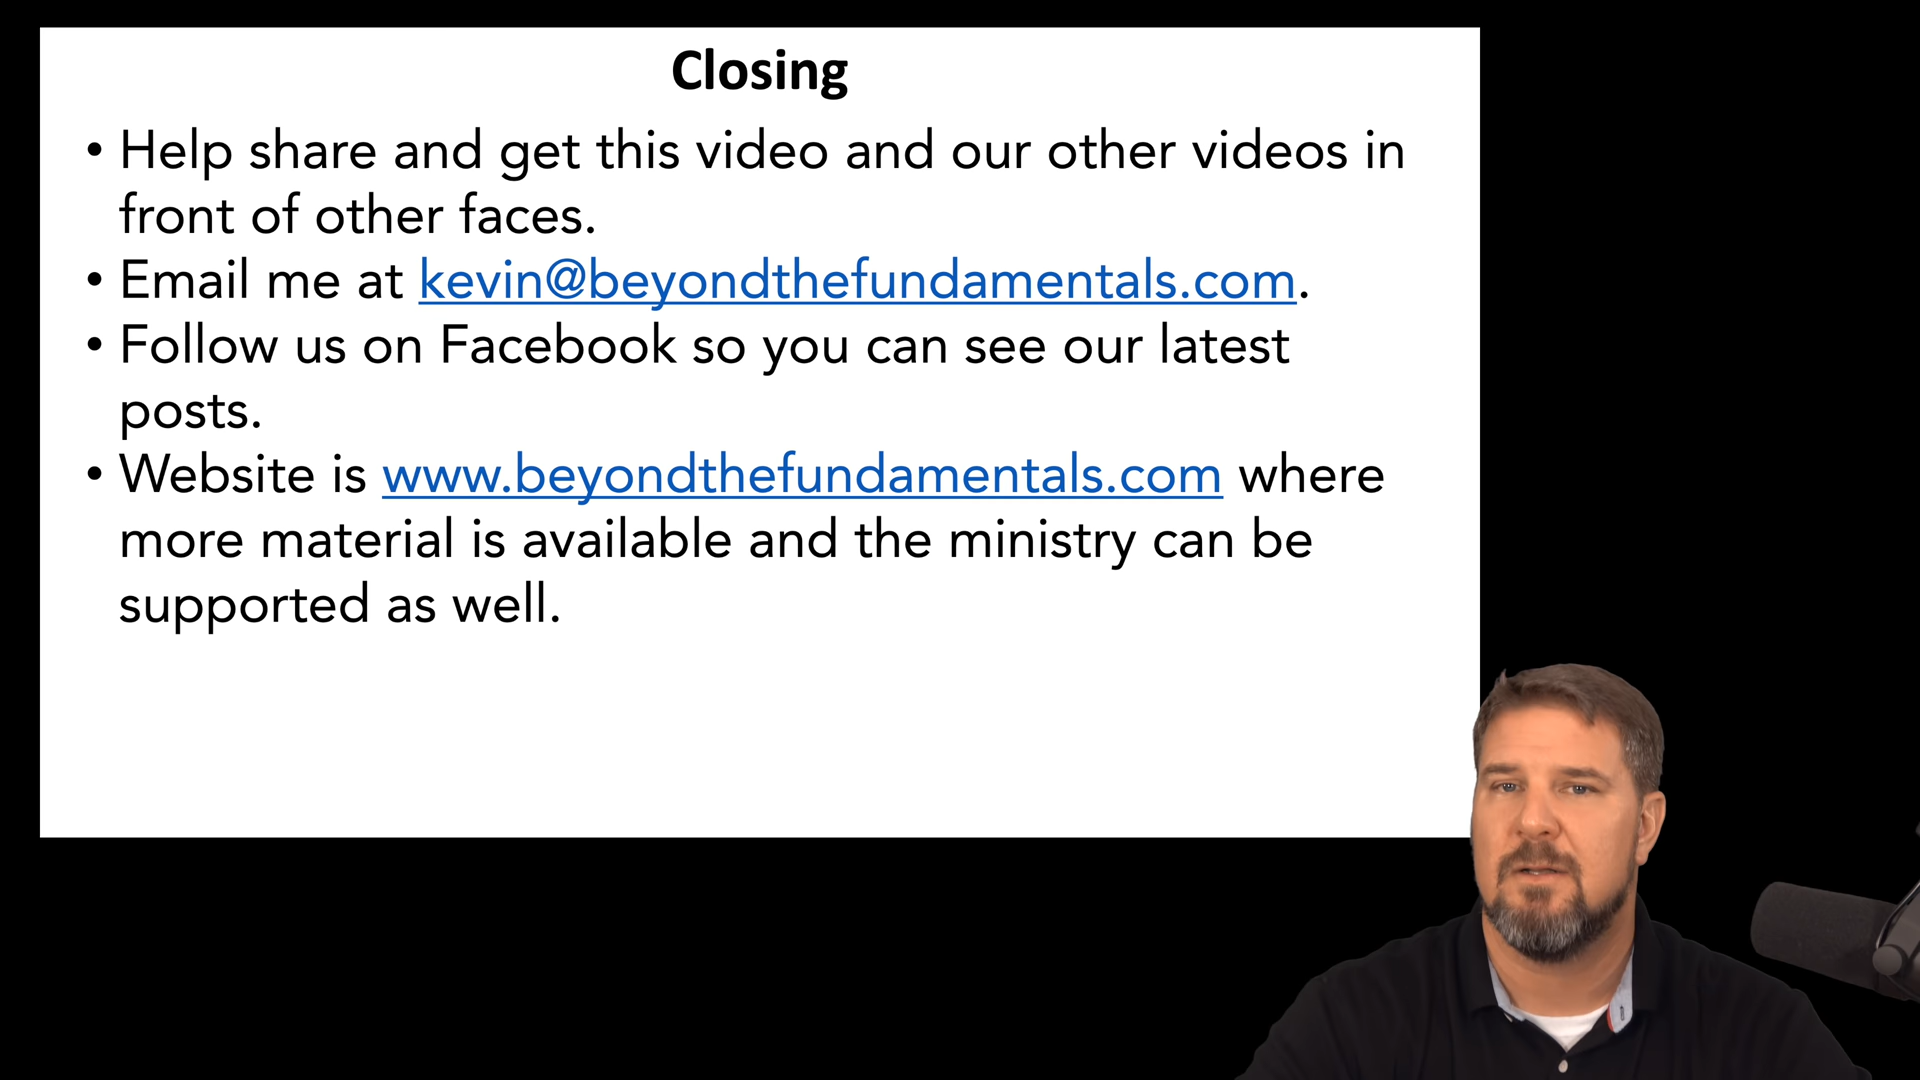 Closing
• Help share and get this video and our other videos in
front of other faces.
• Email me at kevin@beyondthefundamentals.com.
• Follow us on Facebook so you can see our latest
posts.
• Website is www.beyondthefundamentals.com where
more material is available and the ministry can be
supported as well.